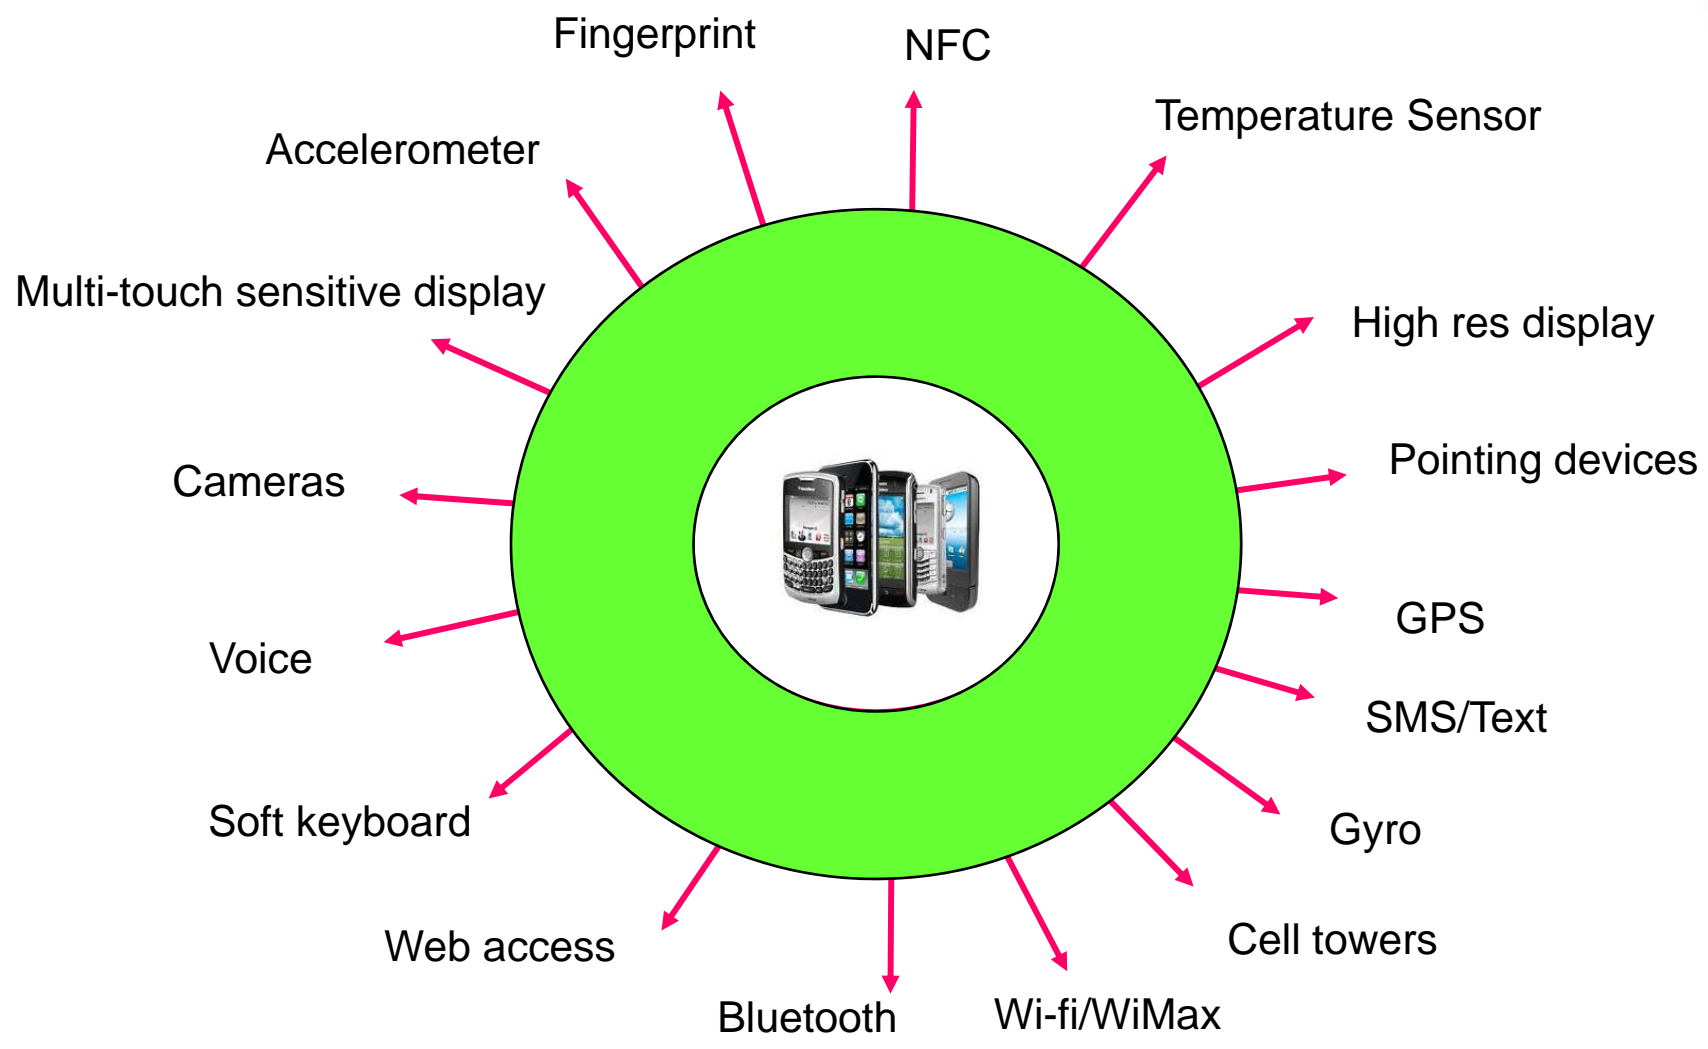 Fingerprint
NFC
Temperature Sensor
Accelerometer
Multi-touch sensitive display
High res display
Pointing devices
Cameras
GPS
Voice
SMS/Text
Soft keyboard
Gyro
Web access
Cell towers
Bluetooth
Wi-fi/WiMax